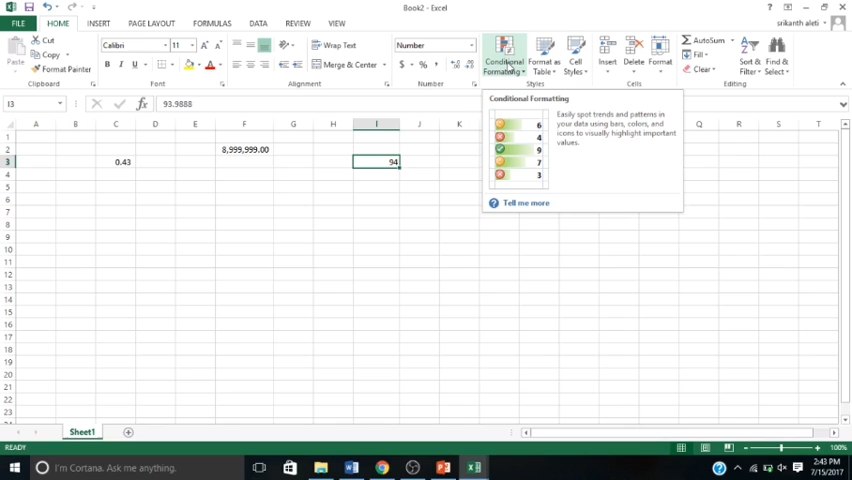 Book2 - Excel
FILE HOME INSERT PAGE LAYOUT FORMULAS DATA REVIEW VIEW srikanth aleti
Cut
Copy
Format Painter
Paste
Clipboard
Calibri 11
B I U
Font
Wrap Text
Merge & Center
Alignment
Number
$ % ,
Number
Conditional Formatting
Format as Table
Cell Styles
Styles
Insert Delete Format
Cells
AutoSum
Fill
Clear
Sort & Filter
Find & Select
Editing
I3 fx 93.9888
Conditional Formatting
Easily spot trends and patterns in
your data using bars, colors, and
icons to visually highlight important
values.
6
4
9
7
3
Tell me more
A B C D E F G H I J K Q R S T
1
2 8,999,999.00
3 0.43 94
4
5
6
7
8
9
10
11
12
13
14
15
16
17
18
19
20
21
22
23
Sheet1
READY 100%
I'm Cortana. Ask me anything.
2:43 PM
7/15/2017